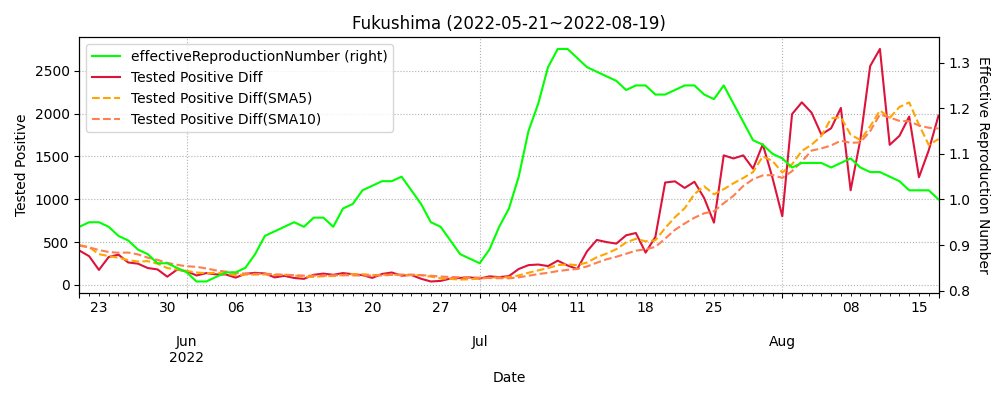 Fukushima (2022-05-21~2022-08-19)
effectiveReproductionNumber (right)
Tested Positive Diff
Tested Positive Diff(SMA5)
Tested Positive Diff(SMA10)
Tested Positive
2500
2000
1500
1000
500
0
Effective Reproduction Number
1.3
1.2
1.1
1.0
0.9
0.8
23 30 06 13 20 27 04 11 18 25 08 15
Jun Jul Aug
2022
Date